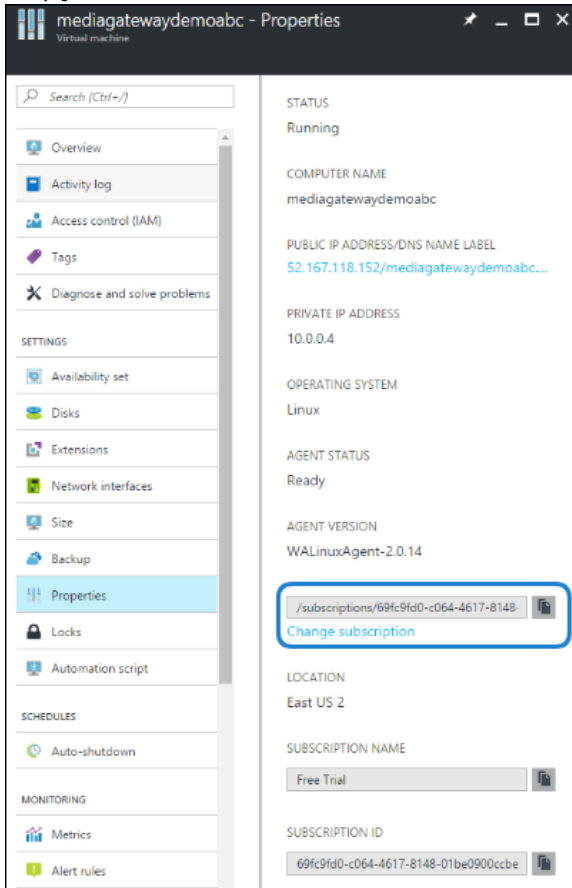 mediagatewaydemoabc - Properties
Virtual machine
Search (Ctrl+/)
Overview
Activity log
Access control (IAM)
Tags
Diagnose and solve problems
SETTINGS
Availability set
Disks
Extensions
Network interfaces
Size
Backup
Properties
Locks
Automation script
SCHEDULES
Auto-shutdown
MONITORING
Metrics
Alert rules
STATUS
Running
COMPUTER NAME
mediagatewaydemoabc
PUBLIC IP ADDRESS/DNS NAME LABEL
52.167.118.152/mediagatewaydemoabc....
PRIVATE IP ADDRESS
10.0.0.4
OPERATING SYSTEM
Linux
AGENT STATUS
Ready
AGENT VERSION
WALinuxAgent-2.0.14
/subscriptions/69fc9fd0-c064-4617-8148-
Change subscription
LOCATION
East US 2
SUBSCRIPTION NAME
Free Trial
SUBSCRIPTION ID
69fc9fd0-c064-4617-8148-01be0900ccbe